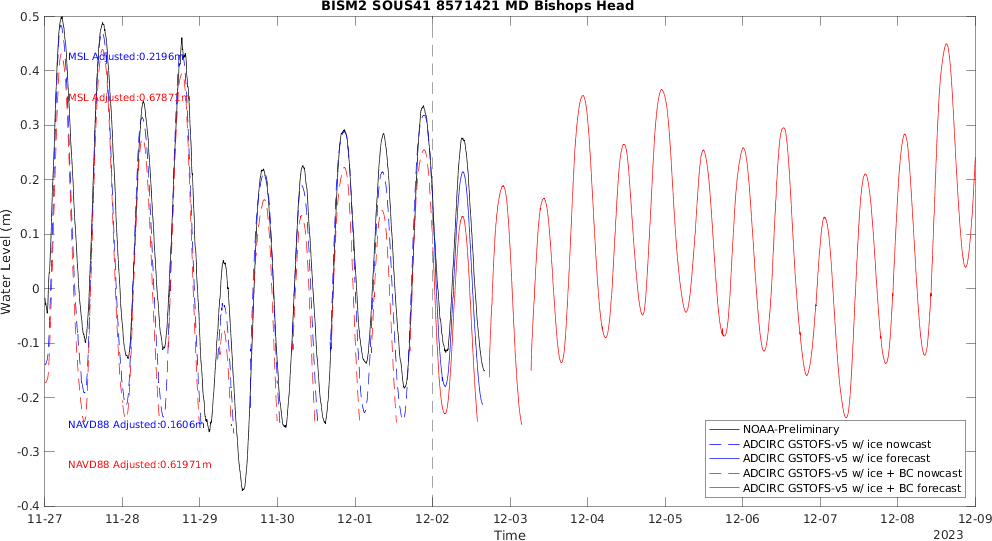 BISM2 SOUS41 8571421 MD Bishops Head
0.5
0.4
0.3
0.2
0.1
0
-0.1
-0.2
-0.3
-0.4
Water Level (m)
MSL Adjusted:0.2196m
MSL Adjusted:0.67871m
NAVD88 Adjusted:0.1606m
NAVD88 Adjusted:0.61971m
NOAA-Preliminary
ADCIRC GSTOFS-v5 w/ ice nowcast
ADCIRC GSTOFS-v5 w/ ice forecast
ADCIRC GSTOFS-v5 w/ ice + BC nowcast
ADCIRC GSTOFS-v5 w/ ice + BC forecast
11-27 11-28 11-29 11-30 12-01 12-02 12-03 12-04 12-05 12-06 12-07 12-08 12-09
Time
2023